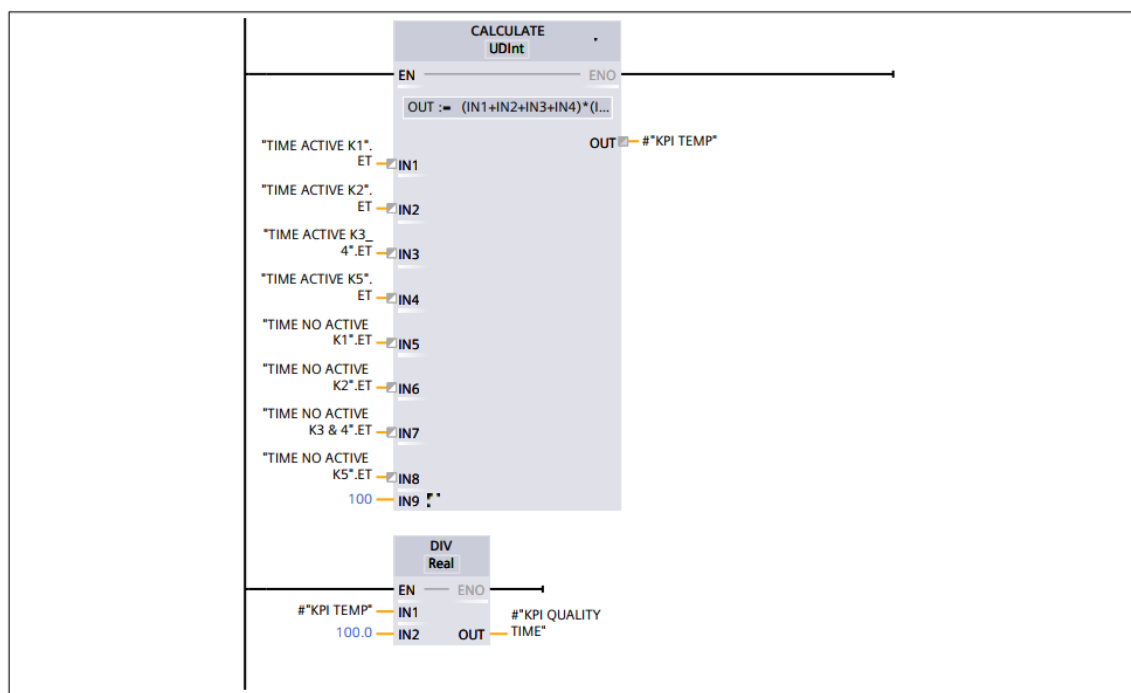 CALCULATE
UDInt
EN
ENO
OUT := (IN1+IN2+IN3+IN4)*(I...
OUT
#"KPI TEMP"
"TIME ACTIVE K1".
ET
IN1
"TIME ACTIVE K2".
ET
IN2
"TIME ACTIVE K3_
4".ET
IN3
"TIME ACTIVE K5".
ET
IN4
"TIME NO ACTIVE
K1".ET
IN5
"TIME NO ACTIVE
K2".ET
IN6
"TIME NO ACTIVE
K3 & 4".ET
IN7
"TIME NO ACTIVE
K5".ET
IN8
100
IN9
DIV
Real
EN
ENO
#"KPI TEMP"
IN1
100.0
IN2
OUT
#"KPI QUALITY
TIME"